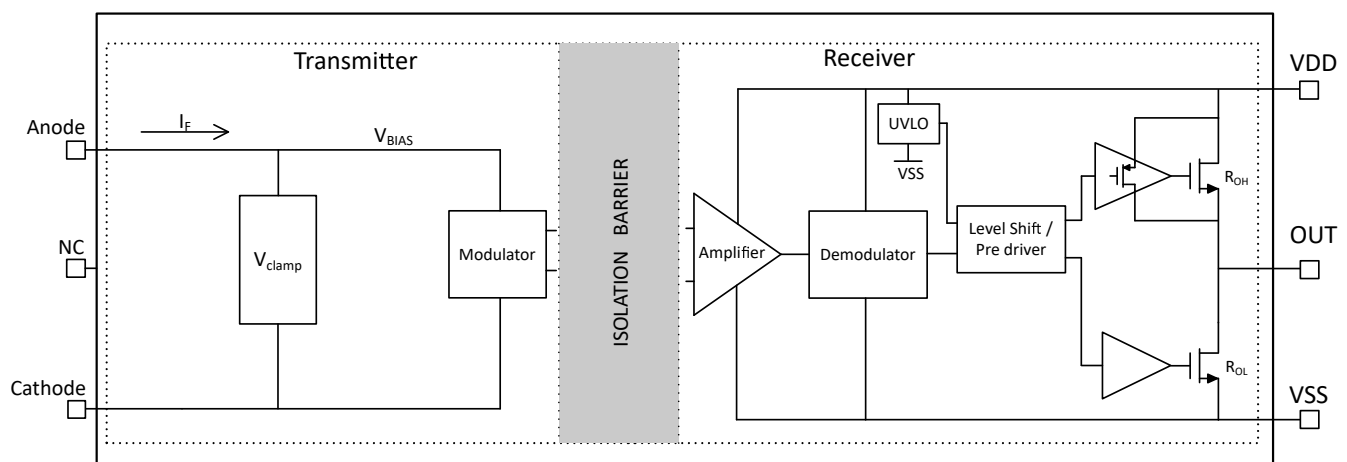 Transmitter
Receiver
VDD
Anode
I_F
V_BIAS
UVLO
VSS
R_OH
ISOLATION BARRIER
NC
V_clamp
Modulator
Amplifier
Demodulator
Level Shift /
Pre driver
OUT
Cathode
R_OL
VSS